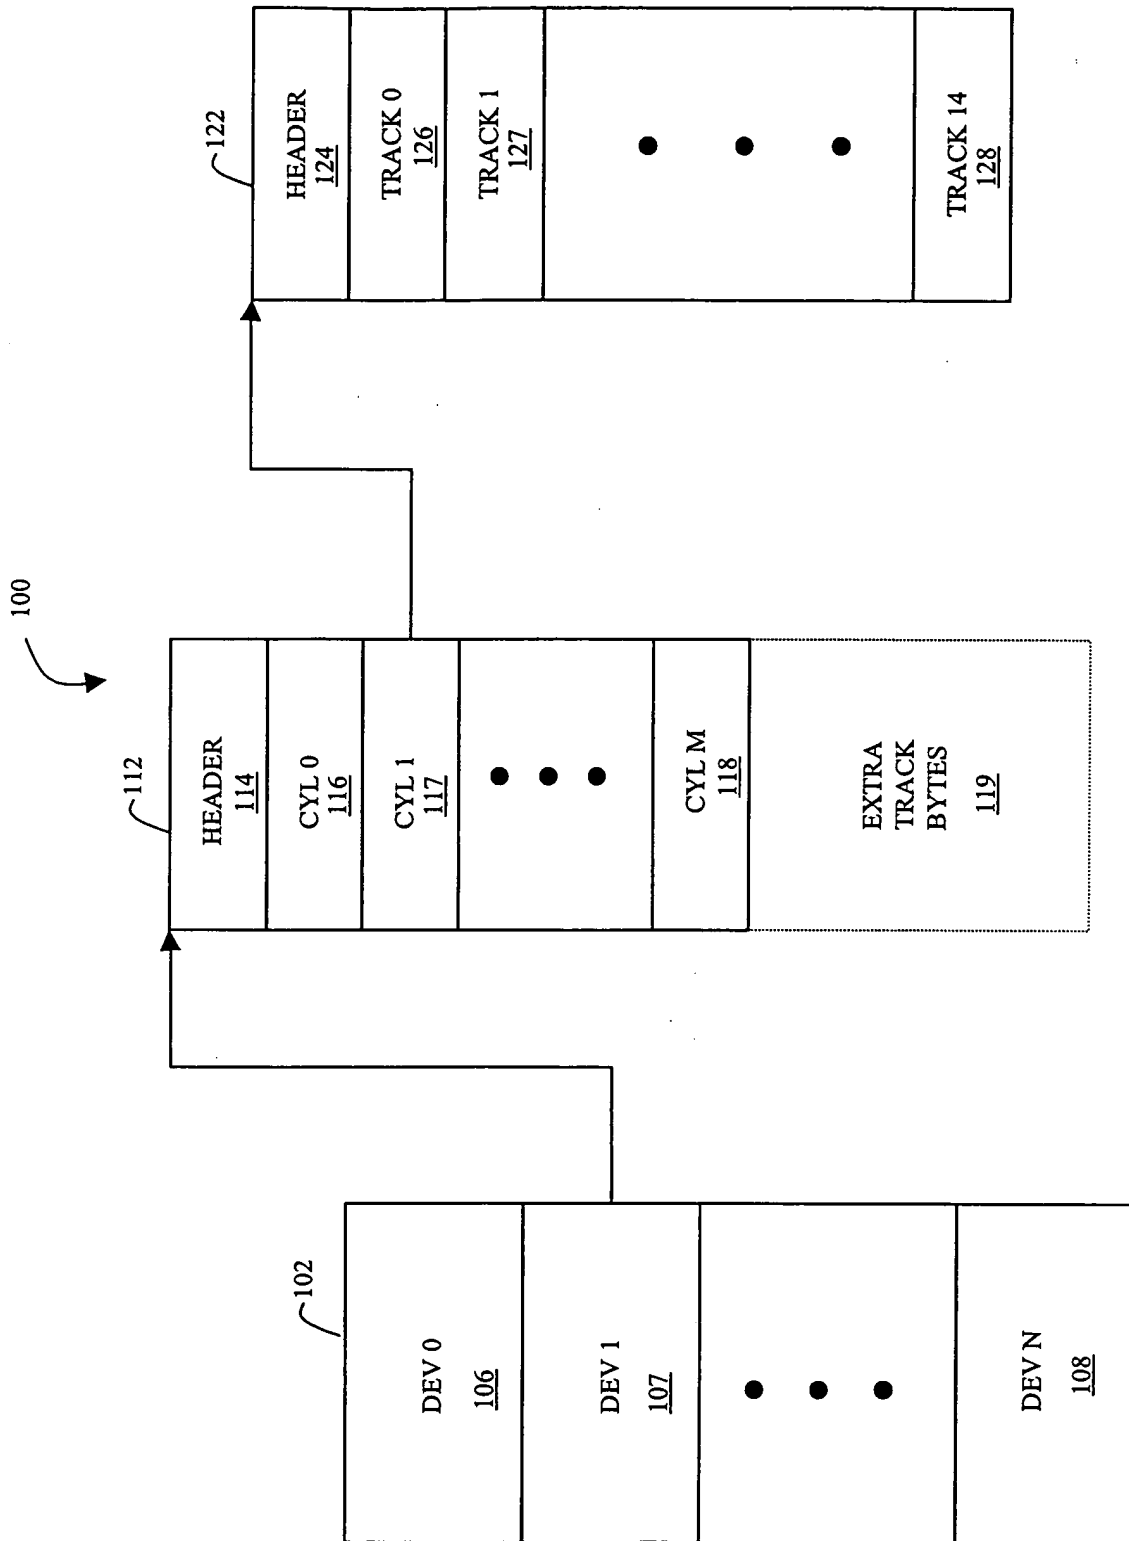 100
102
DEV 0
106
DEV 1
107
DEV N
108
112
HEADER
114
CYL 0
116
CYL 1
117
CYL M
118
EXTRA
TRACK
BYTES
119
122
HEADER
124
TRACK 0
126
TRACK 1
127
TRACK 14
128